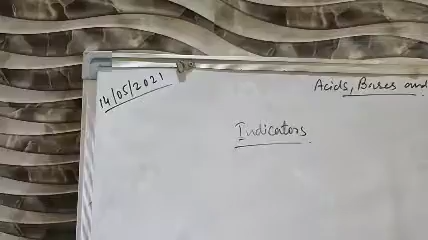 14/05/2021
Acids, Bases and
Indicators